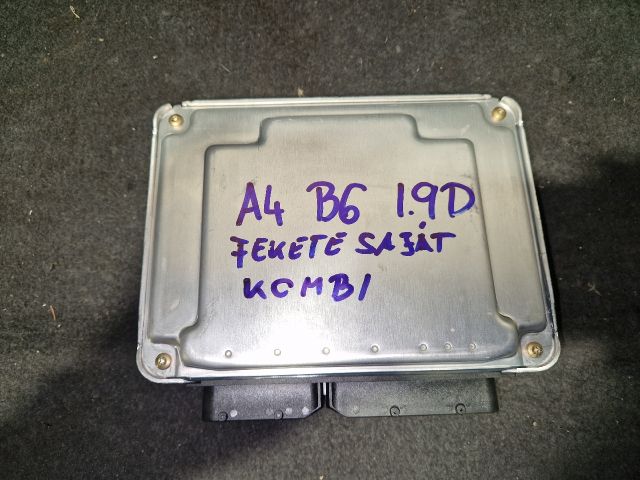 A4 B6 1.9D
FEKETE SAJÁT
KOMBI